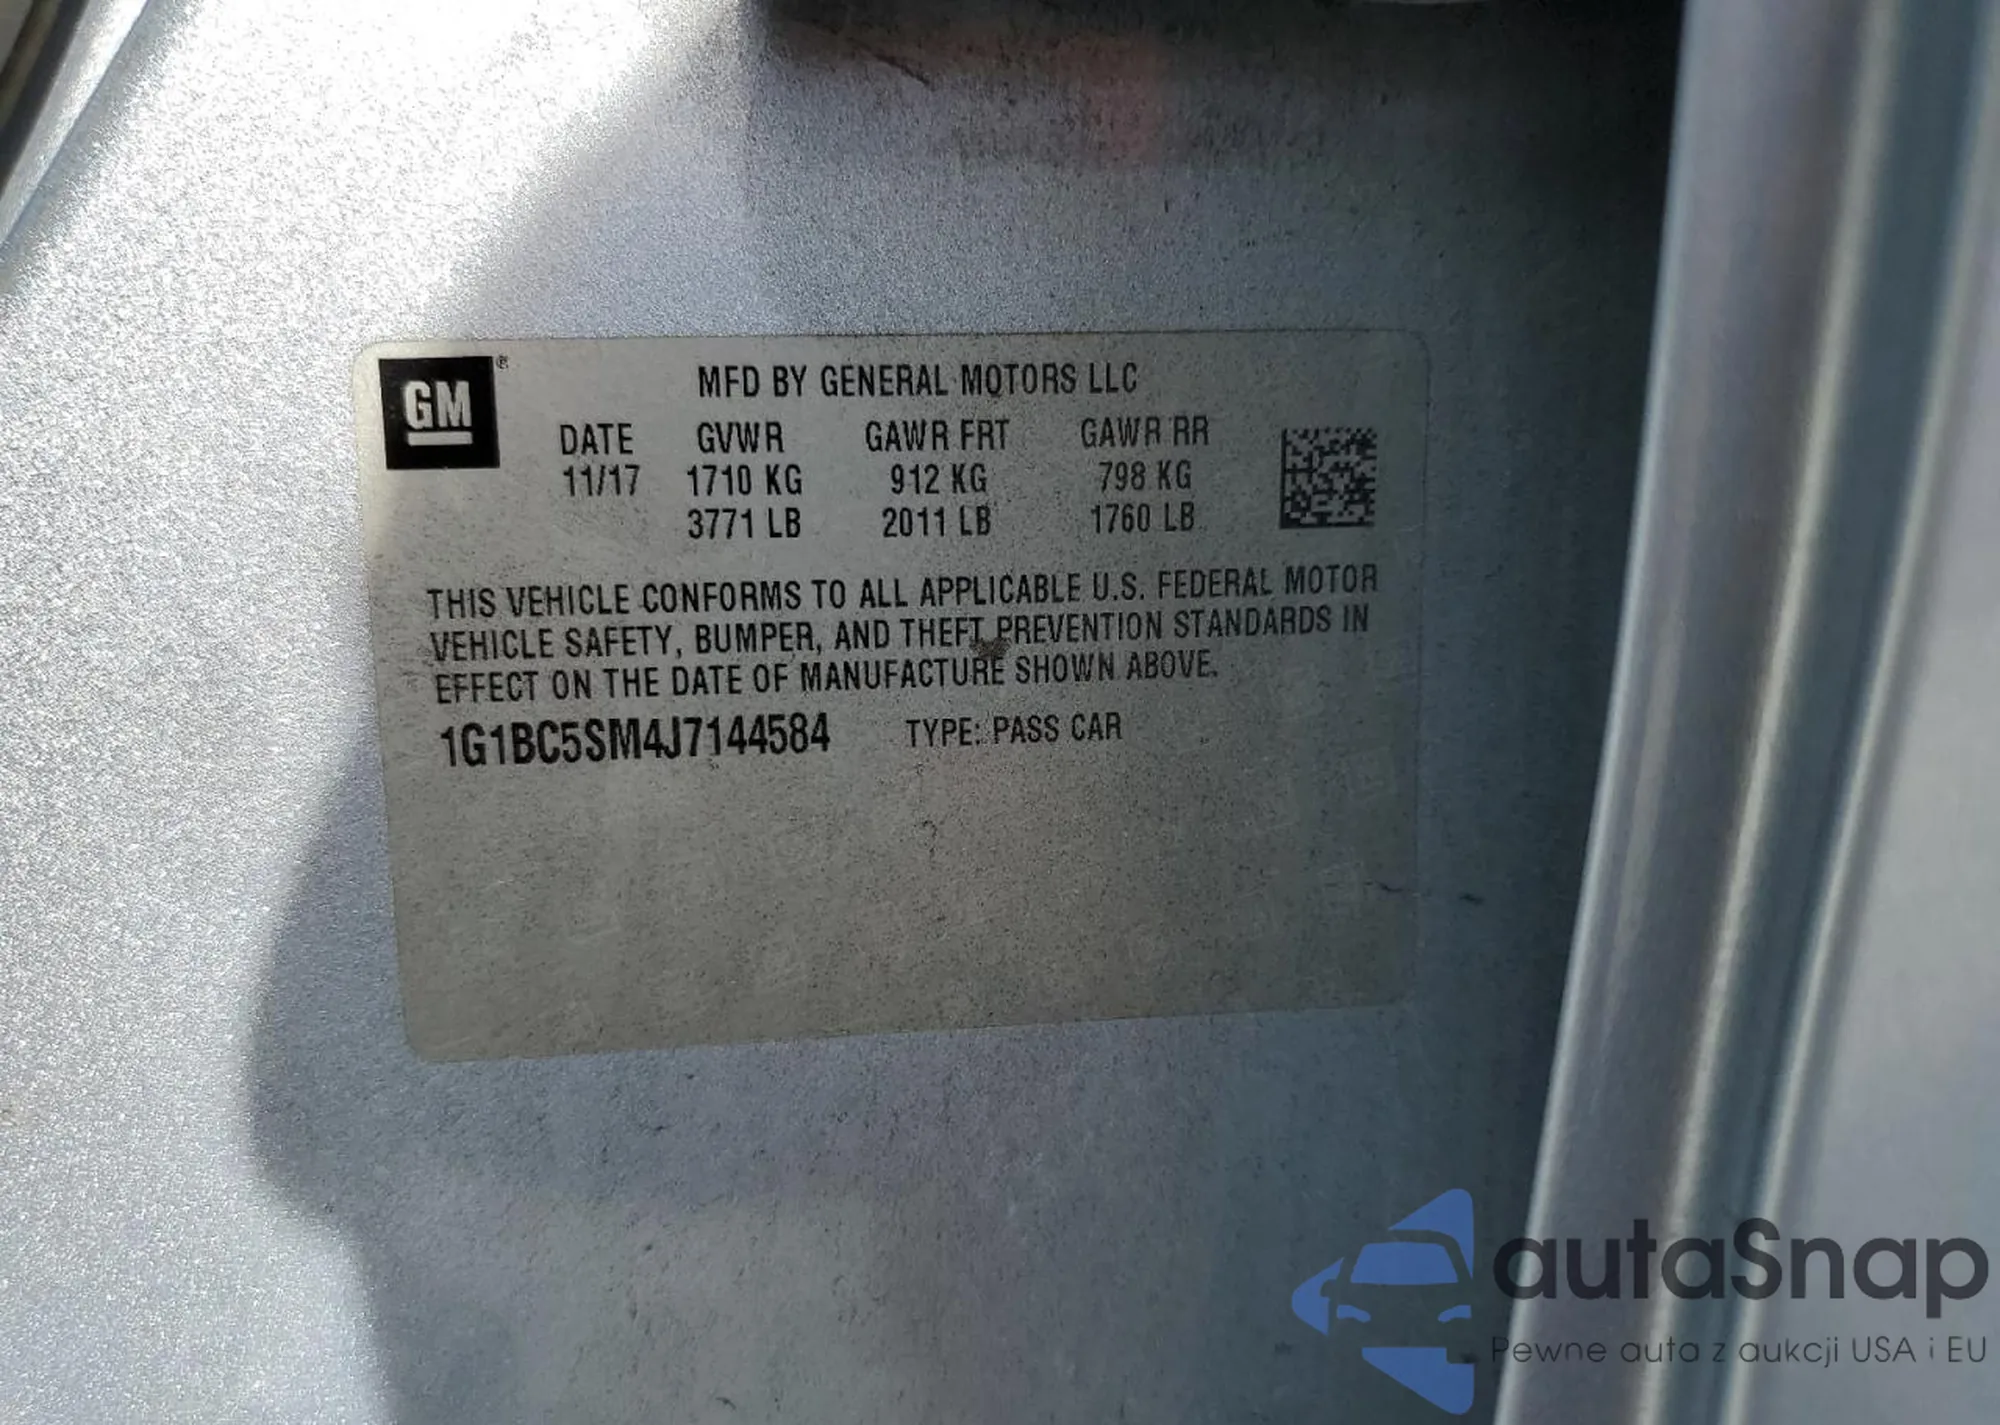 GM®
MFD BY GENERAL MOTORS LLC
DATE GVWR GAWR FRT GAWR RR
11/17 1710 KG 912 KG 798 KG
3771 LB 2011 LB 1760 LB
THIS VEHICLE CONFORMS TO ALL APPLICABLE U.S. FEDERAL MOTOR
VEHICLE SAFETY, BUMPER, AND THEFT PREVENTION STANDARDS IN
EFFECT ON THE DATE OF MANUFACTURE SHOWN ABOVE.
1G1BC5SM4J7144584 TYPE: PASS CAR
autaSnap
Pewne auta z aukcji USA i EU